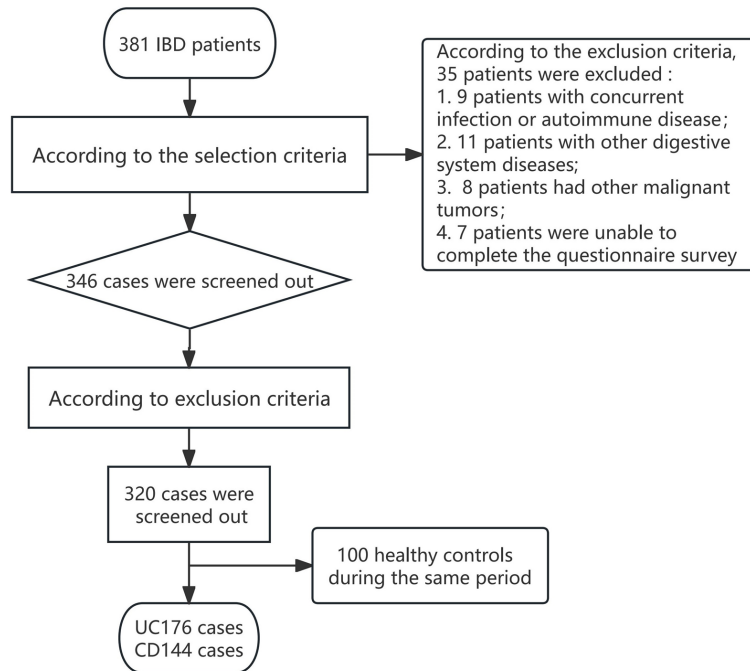 381 IBD patients
According to the exclusion criteria,
35 patients were excluded :
1. 9 patients with concurrent
infection or autoimmune disease;
2. 11 patients with other digestive
system diseases;
3. 8 patients had other malignant
tumors;
4. 7 patients were unable to
complete the questionnaire survey
According to the selection criteria
346 cases were screened out
According to exclusion criteria
320 cases were
screened out
100 healthy controls
during the same period
UC176 cases
CD144 cases